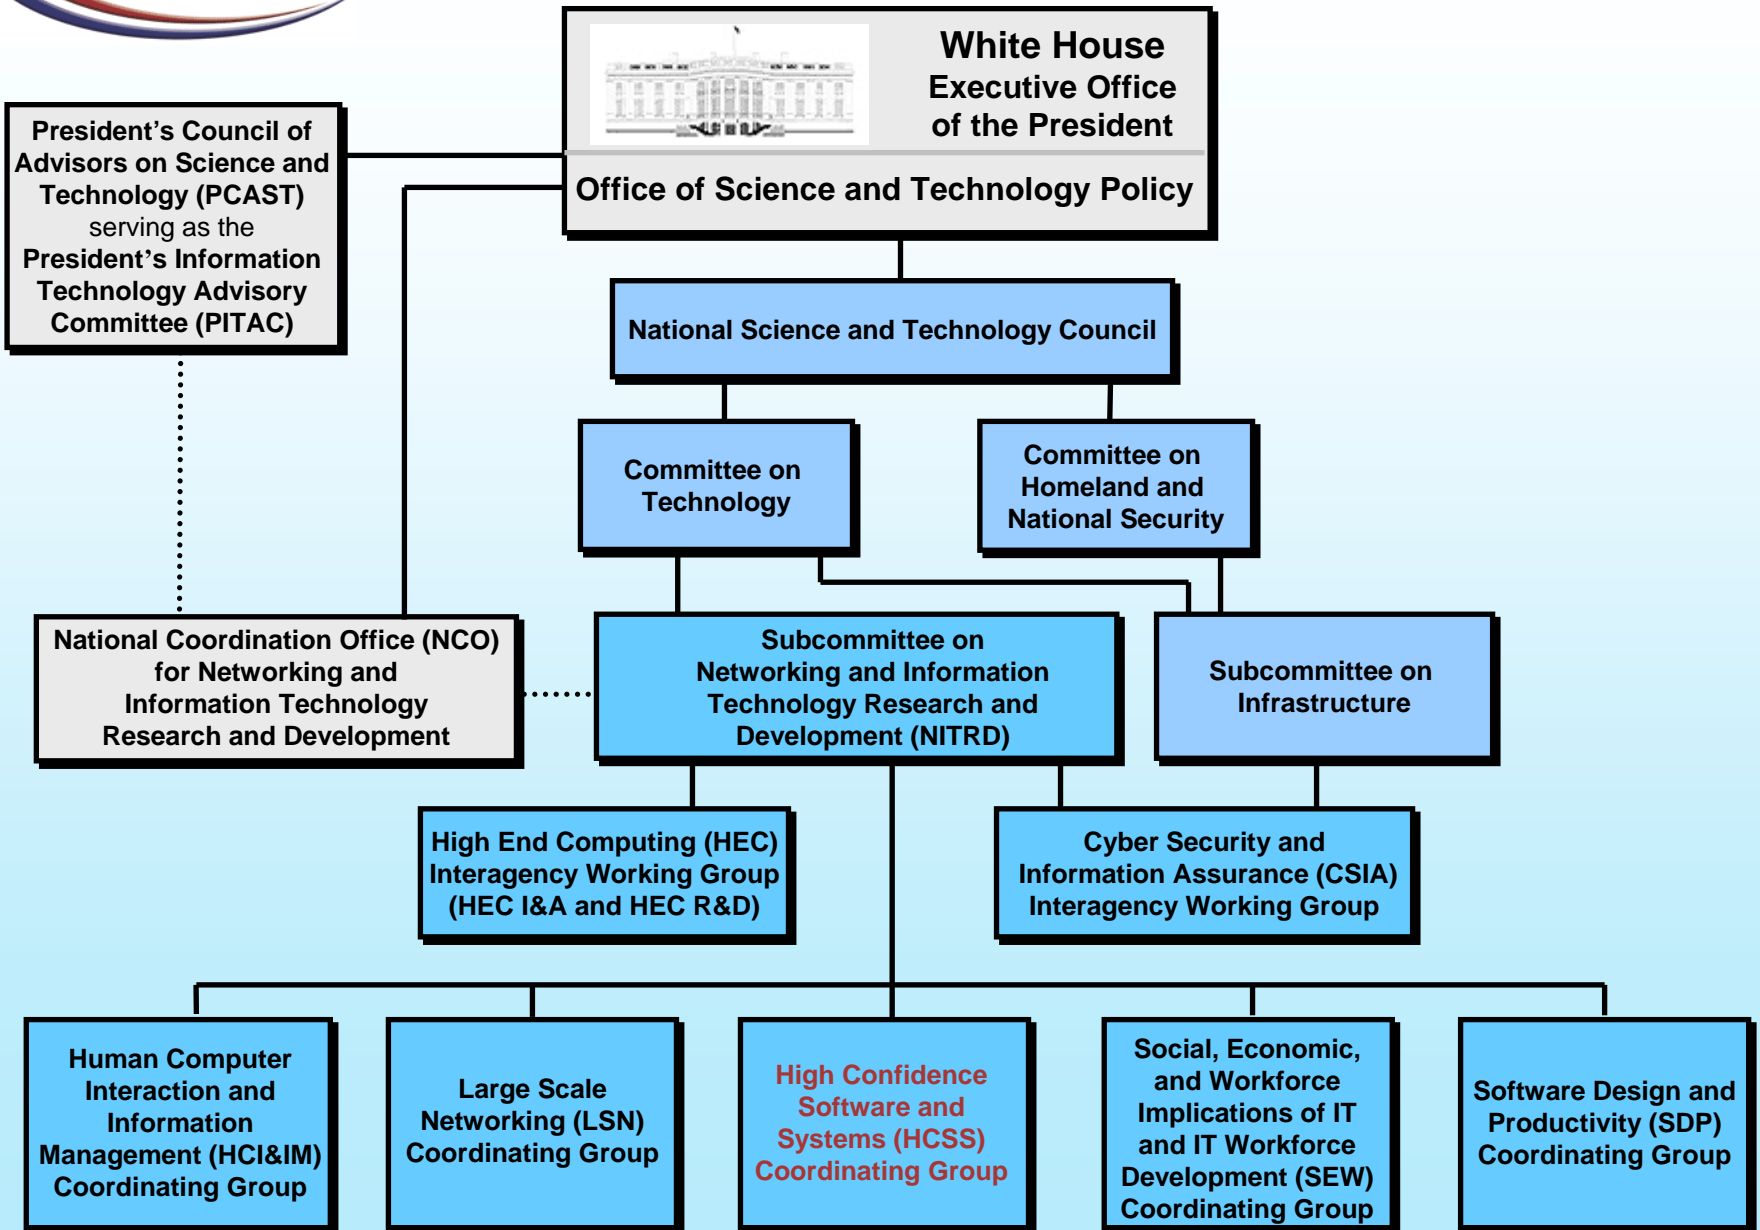 White House
Executive Office
of the President
Office of Science and Technology Policy
President’s Council of
Advisors on Science and
Technology (PCAST)
serving as the
President’s Information
Technology Advisory
Committee (PITAC)
National Science and Technology Council
Committee on
Technology
Committee on
Homeland and
National Security
National Coordination Office (NCO)
for Networking and
Information Technology
Research and Development
Subcommittee on
Networking and Information
Technology Research and
Development (NITRD)
Subcommittee on
Infrastructure
High End Computing (HEC)
Interagency Working Group
(HEC I&A and HEC R&D)
Cyber Security and
Information Assurance (CSIA)
Interagency Working Group
Human Computer
Interaction and
Information
Management (HCI&IM)
Coordinating Group
Large Scale
Networking (LSN)
Coordinating Group
High Confidence
Software and
Systems (HCSS)
Coordinating Group
Social, Economic,
and Workforce
Implications of IT
and IT Workforce
Development (SEW)
Coordinating Group
Software Design and
Productivity (SDP)
Coordinating Group